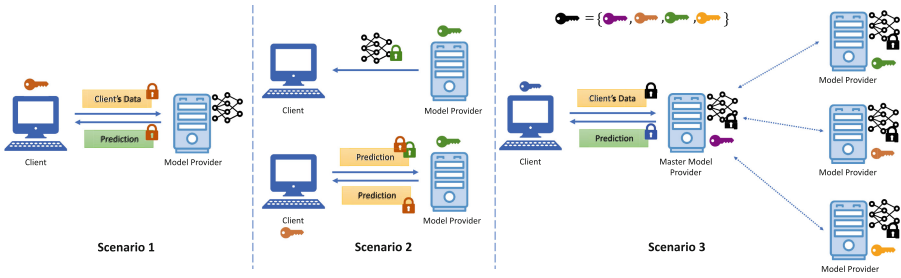 Client's Data
Prediction
Client
Model Provider
Scenario 1
Client
Model Provider
Prediction
Prediction
Client
Model Provider
Scenario 2
= { , , , }
Client's Data
Prediction
Client
Master Model
Provider
Model Provider
Model Provider
Model Provider
Scenario 3